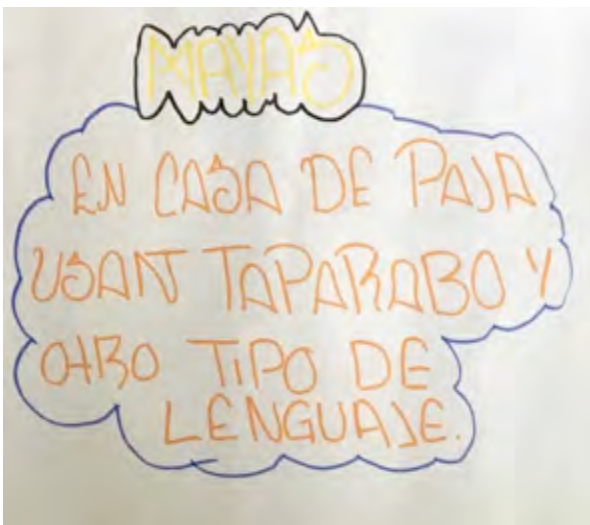 MAYAS
EN CASA DE PAJA
USAN TAPARABO Y
OTRO TIPO DE
LENGUAJE.